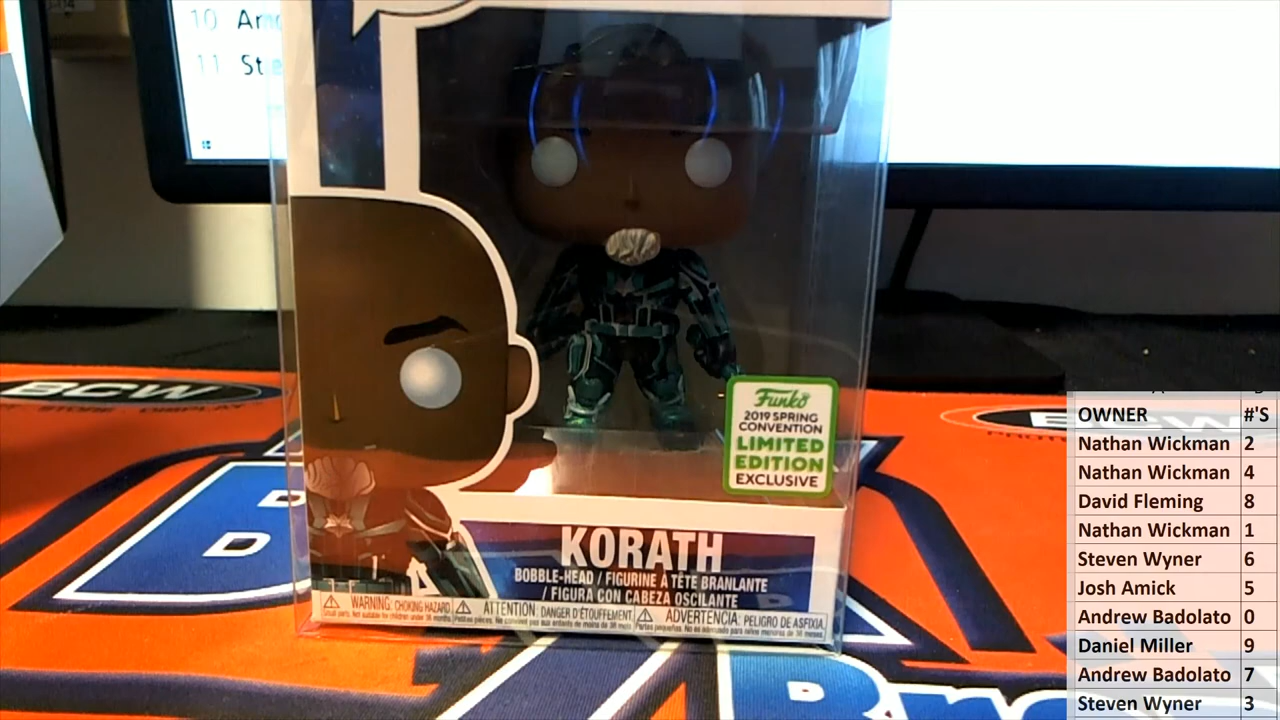 10 Am
11 Ste
BCW
Funko
2019 SPRING
CONVENTION
LIMITED
EDITION
EXCLUSIVE
KORATH
BOBBLE-HEAD / FIGURINE À TÊTE BRANLANTE
/ FIGURA CON CABEZA OSCILANTE
WARNING: CHOKING HAZARD
ATTENTION: DANGER D'ÉTOUFFEMENT.
ADVERTENCIA: PELIGRO DE ASFIXIA.
OWNER #'S
Nathan Wickman 2
Nathan Wickman 4
David Fleming 8
Nathan Wickman 1
Steven Wyner 6
Josh Amick 5
Andrew Badolato 0
Daniel Miller 9
Andrew Badolato 7
Steven Wyner 3